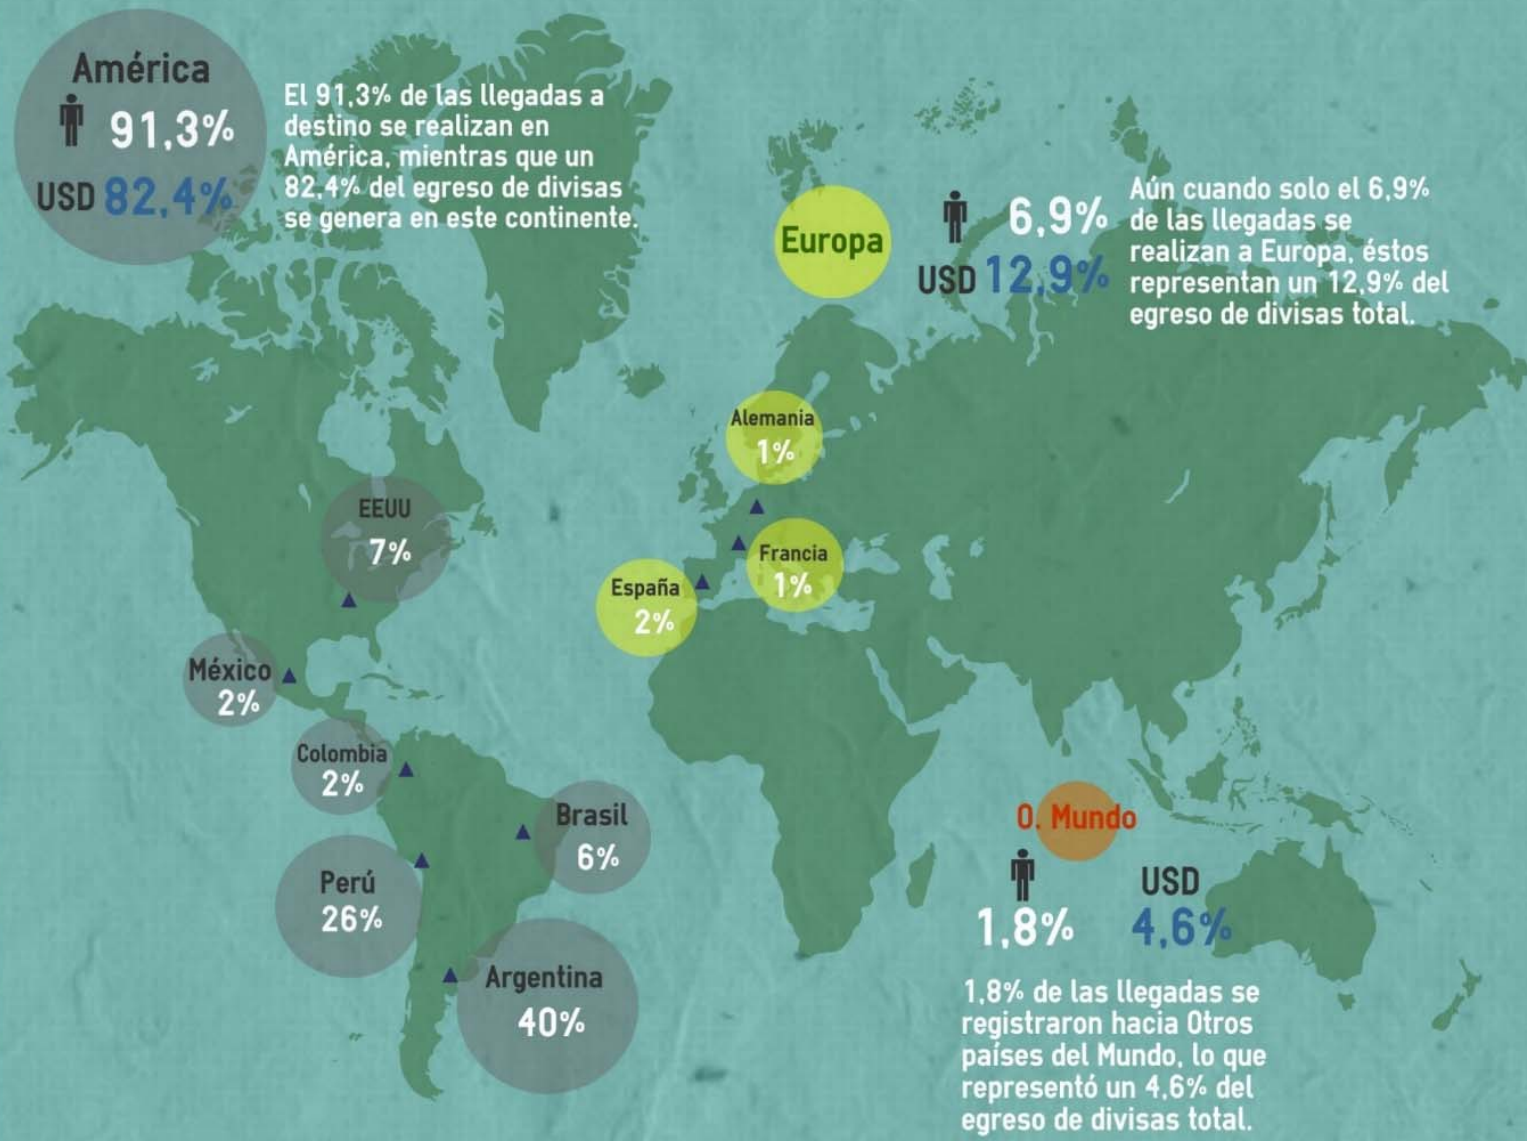 América
91,3%
USD 82,4%
El 91,3% de las llegadas a
destino se realizan en
América, mientras que un
82,4% del egreso de divisas
se genera en este continente.
Europa
6,9%
USD 12,9%
Aún cuando solo el 6,9%
de las llegadas se
realizan a Europa, éstos
representan un 12,9% del
egreso de divisas total.
Alemania
1%
EEUU
7%
Francia
1%
España
2%
México
2%
Colombia
2%
Brasil
6%
Perú
26%
Argentina
40%
O. Mundo
USD
1,8%
4,6%
1,8% de las llegadas se
registraron hacia Otros
países del Mundo, lo que
representó un 4,6% del
egreso de divisas total.